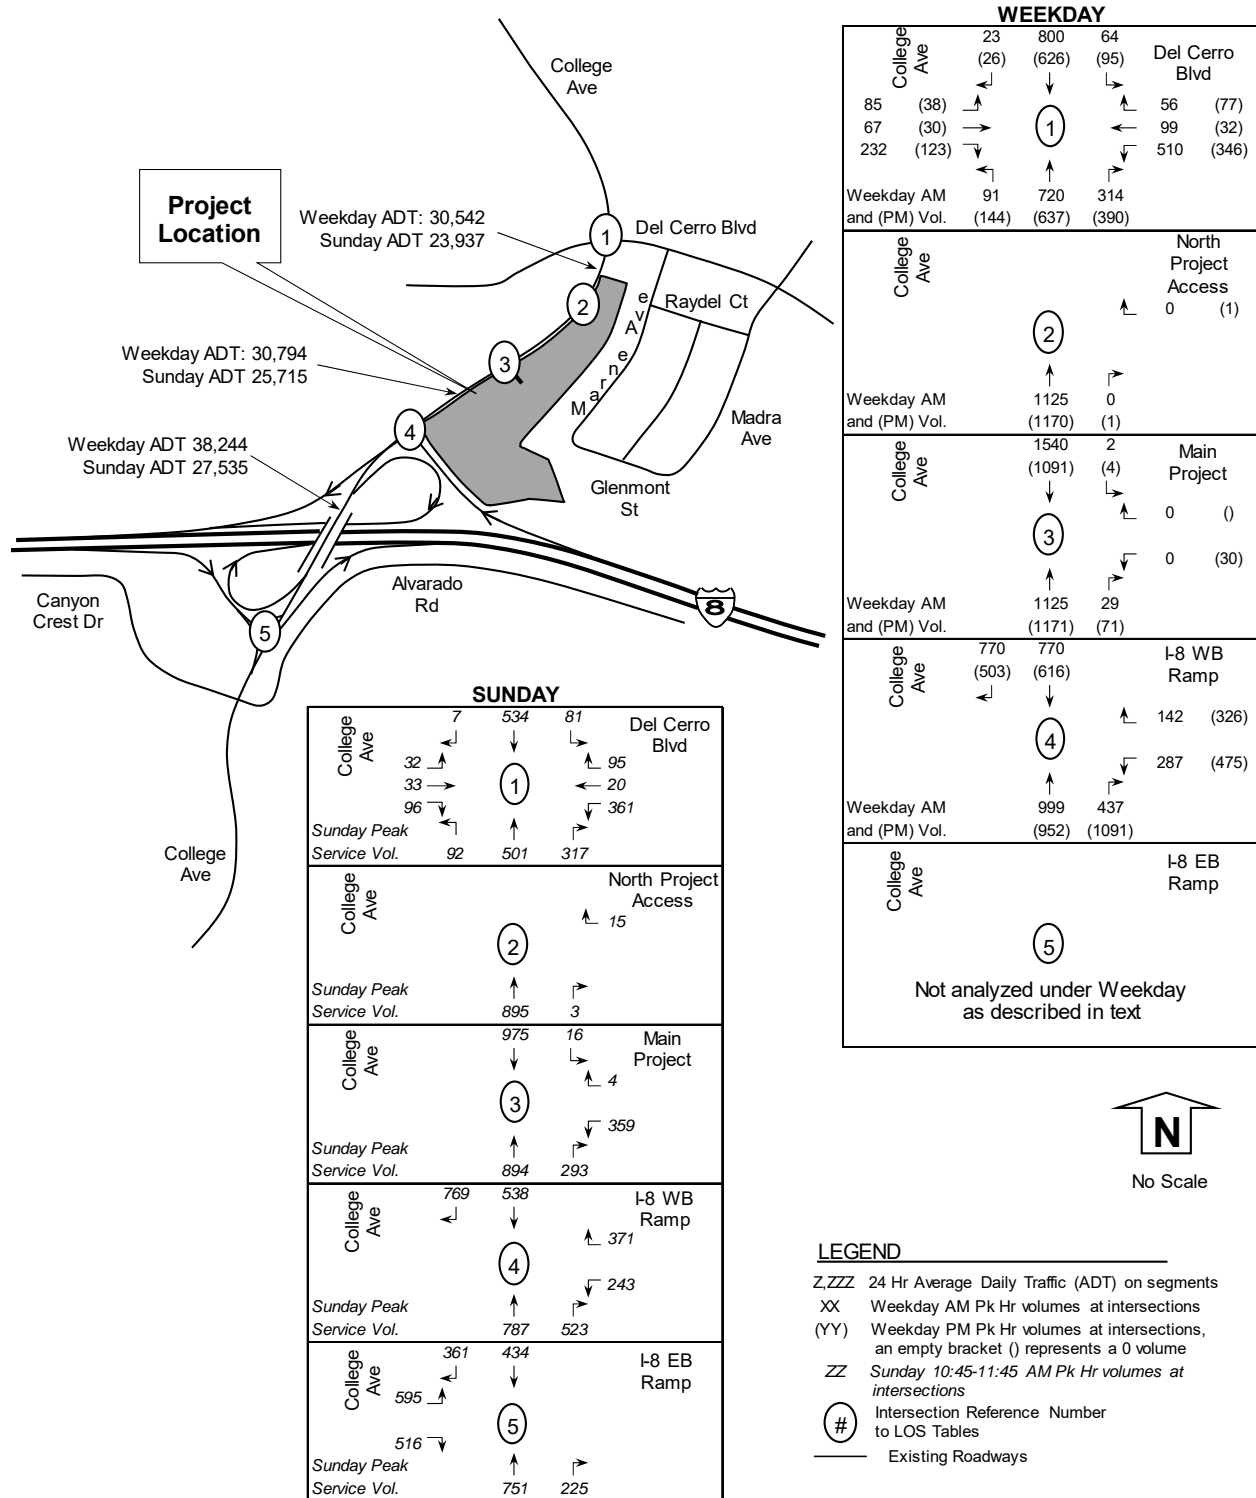 College
Ave
Project
Location
Weekday ADT: 30,542
Sunday ADT 23,937
1
Del Cerro Blvd
2
Raydel Ct
Marne Ave
Weekday ADT: 30,794
Sunday ADT 25,715
3
4
Madra
Ave
Weekday ADT 38,244
Sunday ADT 27,535
Glenmont
St
Canyon
Crest Dr
Alvarado
Rd
8
5
College
Ave
WEEKDAY
College
Ave
23 800 64
(26) (626) (95)
Del Cerro
Blvd
85 (38) 56 (77)
67 (30) 1 99 (32)
232 (123) 510 (346)
Weekday AM 91 720 314
and (PM) Vol. (144) (637) (390)
College
Ave
North
Project
Access
0 (1)
2
Weekday AM 1125 0
and (PM) Vol. (1170) (1)
College
Ave
1540 2
(1091) (4)
Main
Project
0 ()
3
0 (30)
Weekday AM 1125 29
and (PM) Vol. (1171) (71)
College
Ave
770 770
(503) (616)
I-8 WB
Ramp
142 (326)
4
287 (475)
Weekday AM 999 437
and (PM) Vol. (952) (1091)
College
Ave
I-8 EB
Ramp
5
Not analyzed under Weekday
as described in text
SUNDAY
College
Ave
7 534 81
Del Cerro
Blvd
32 95
33 1 20
96 361
Sunday Peak
Service Vol. 92 501 317
College
Ave
North Project
Access
15
2
Sunday Peak
Service Vol. 895 3
College
Ave
975 16
Main
Project
4
3
359
Sunday Peak
Service Vol. 894 293
College
Ave
769 538
I-8 WB
Ramp
371
4
243
Sunday Peak
Service Vol. 787 523
College
Ave
361 434
I-8 EB
Ramp
595
5
516
Sunday Peak
Service Vol. 751 225
N
No Scale
LEGEND
Z,ZZZ 24 Hr Average Daily Traffic (ADT) on segments
XX Weekday AM Pk Hr volumes at intersections
(YY) Weekday PM Pk Hr volumes at intersections,
an empty bracket () represents a 0 volume
ZZ Sunday 10:45-11:45 AM Pk Hr volumes at
intersections
# Intersection Reference Number
to LOS Tables
Existing Roadways